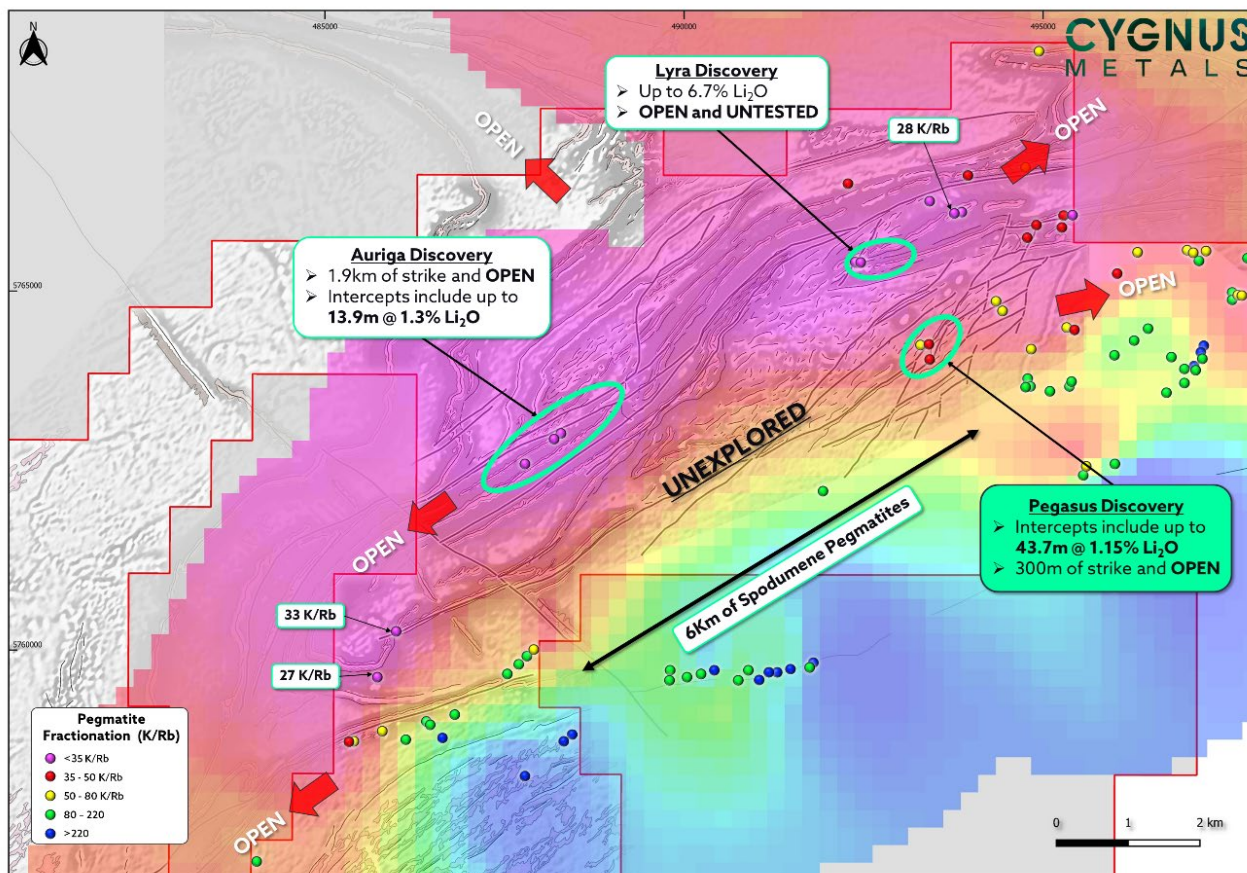 N
485000
490000
495000
CYGNUS
METALS
Lyra Discovery
➤ Up to 6.7% Li₂O
➤ OPEN and UNTESTED
OPEN
28 K/Rb
OPEN
Auriga Discovery
➤ 1.9km of strike and OPEN
➤ Intercepts include up to
13.9m @ 1.3% Li₂O
5765000
OPEN
UNEXPLORED
Pegasus Discovery
➤ Intercepts include up to
43.7m @ 1.15% Li₂O
➤ 300m of strike and OPEN
OPEN
6Km of Spodumene Pegmatites
33 K/Rb
5760000
27 K/Rb
Pegmatite
Fractionation (K/Rb)
<35 K/Rb
35 - 50 K/Rb
50 - 80 K/Rb
80 - 220
>220
OPEN
0 1 2 km